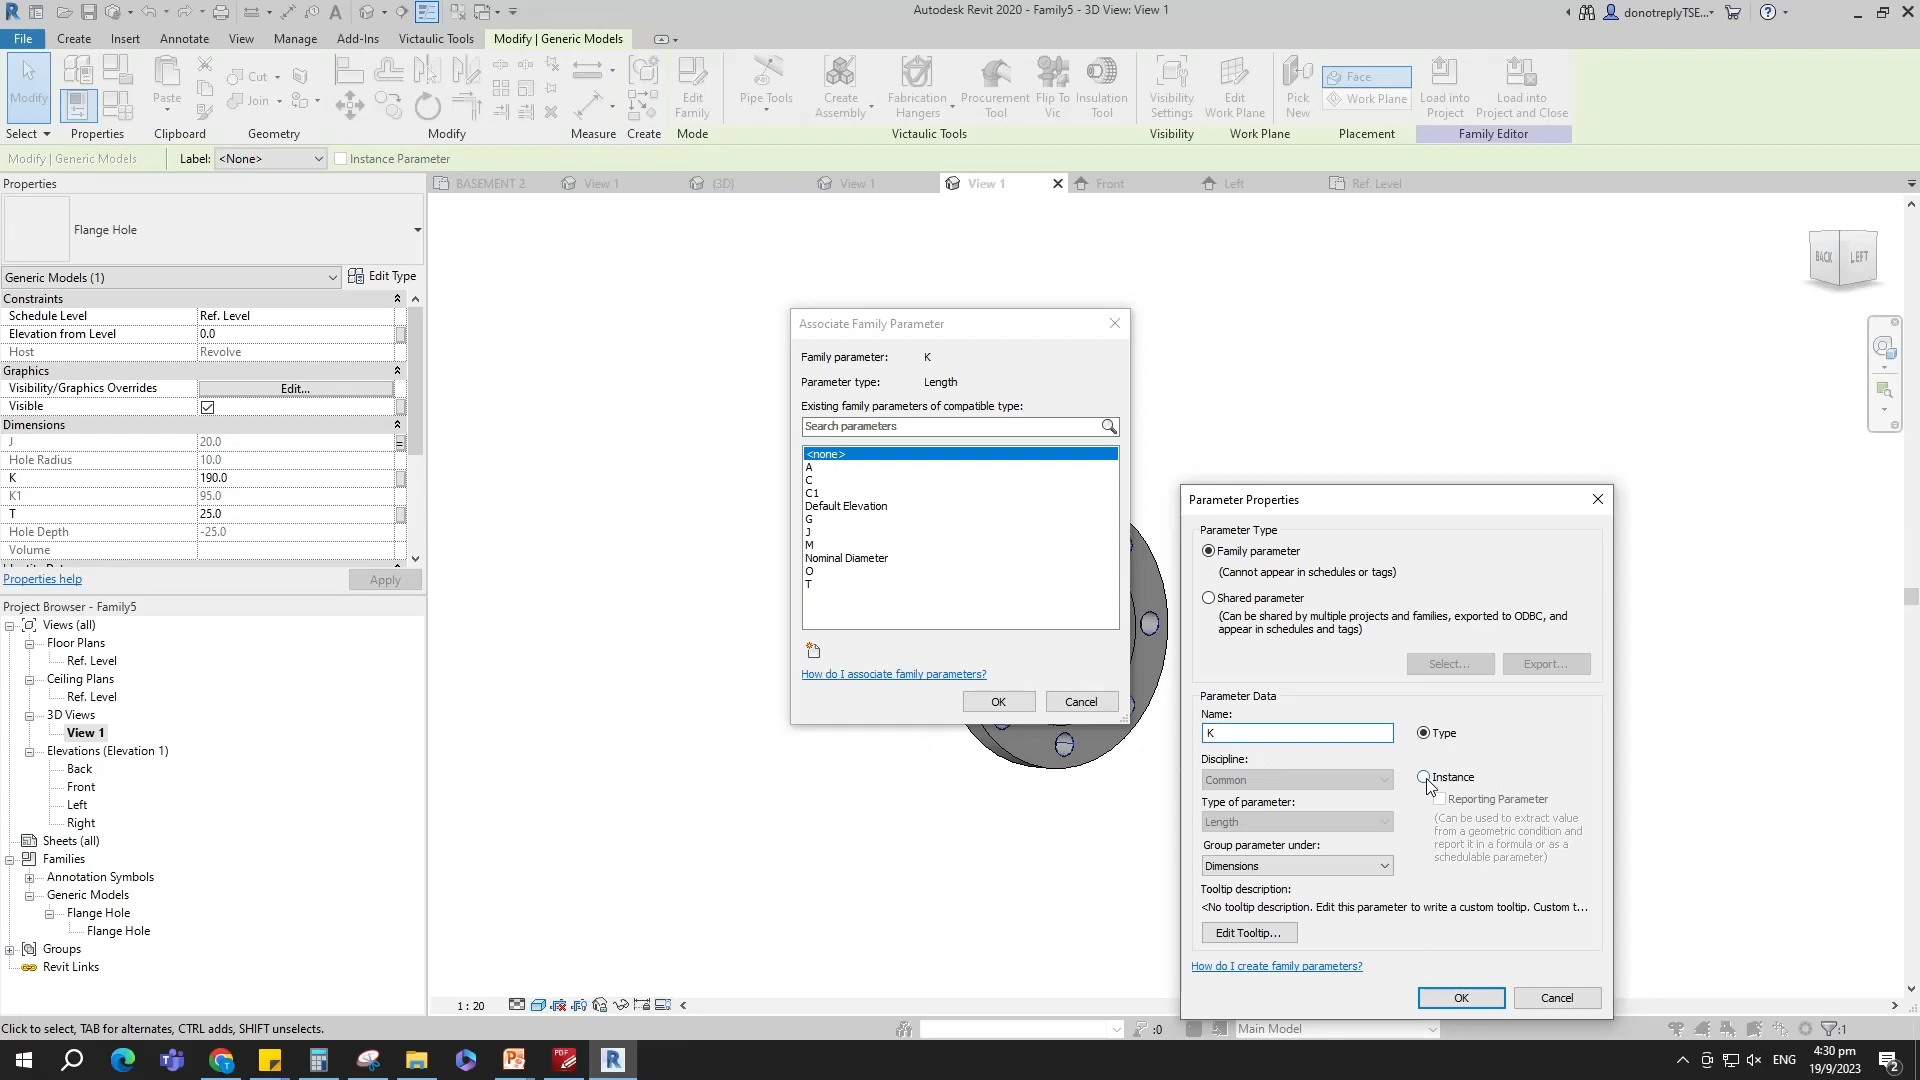 Autodesk Revit 2020 - Family5 - 3D View: View 1
donotreplyTSE...
File
Create
Insert
Annotate
View
Manage
Add-Ins
Victaulic Tools
Modify | Generic Models
Modify
Paste
Cut
Join
Edit
Family
Pipe Tools
Create
Assembly
Fabrication
Hangers
Procurement
Tool
Flip To
Vic
Insulation
Tool
Visibility
Settings
Edit
Work Plane
Pick
New
Face
Work Plane
Load into
Project
Load into
Project and Close
Select
Properties
Clipboard
Geometry
Modify
Measure
Create
Mode
Victaulic Tools
Visibility
Work Plane
Placement
Family Editor
Modify | Generic Models
Label:
<None>
Instance Parameter
Properties
BASEMENT 2
View 1
{3D}
View 1
View 1
Front
Left
Ref. Level
Flange Hole
Generic Models (1)
Edit Type
Constraints
Schedule Level Ref. Level
Elevation from Level 0.0
Host Revolve
Graphics
Visibility/Graphics Overrides Edit...
Visible
Dimensions
J 20.0
Hole Radius 10.0
K 190.0
K1 95.0
T 25.0
Hole Depth -25.0
Volume
Properties help
Apply
Project Browser - Family5
Views (all)
Floor Plans
Ref. Level
Ceiling Plans
Ref. Level
3D Views
View 1
Elevations (Elevation 1)
Back
Front
Left
Right
Sheets (all)
Families
Annotation Symbols
Generic Models
Flange Hole
Flange Hole
Groups
Revit Links
BACK
LEFT
Associate Family Parameter
Family parameter: K
Parameter type: Length
Existing family parameters of compatible type:
Search parameters
<none>
A
C
C1
Default Elevation
G
J
M
Nominal Diameter
O
T
How do I associate family parameters?
OK
Cancel
Parameter Properties
Parameter Type
Family parameter
(Cannot appear in schedules or tags)
Shared parameter
(Can be shared by multiple projects and families, exported to ODBC, and
appear in schedules and tags)
Select...
Export...
Parameter Data
Name:
K
Type
Discipline:
Common
Instance
Reporting Parameter
Type of parameter:
Length
(Can be used to extract value
from a geometric condition and
report it in a formula or as a
schedulable parameter)
Group parameter under:
Dimensions
Tooltip description:
<No tooltip description. Edit this parameter to write a custom tooltip. Custom t...
Edit Tooltip...
How do I create family parameters?
OK
Cancel
1 : 20
Click to select, TAB for alternates, CTRL adds, SHIFT unselects.
:0
Main Model
:1
ENG
4:30 pm
19/9/2023
2